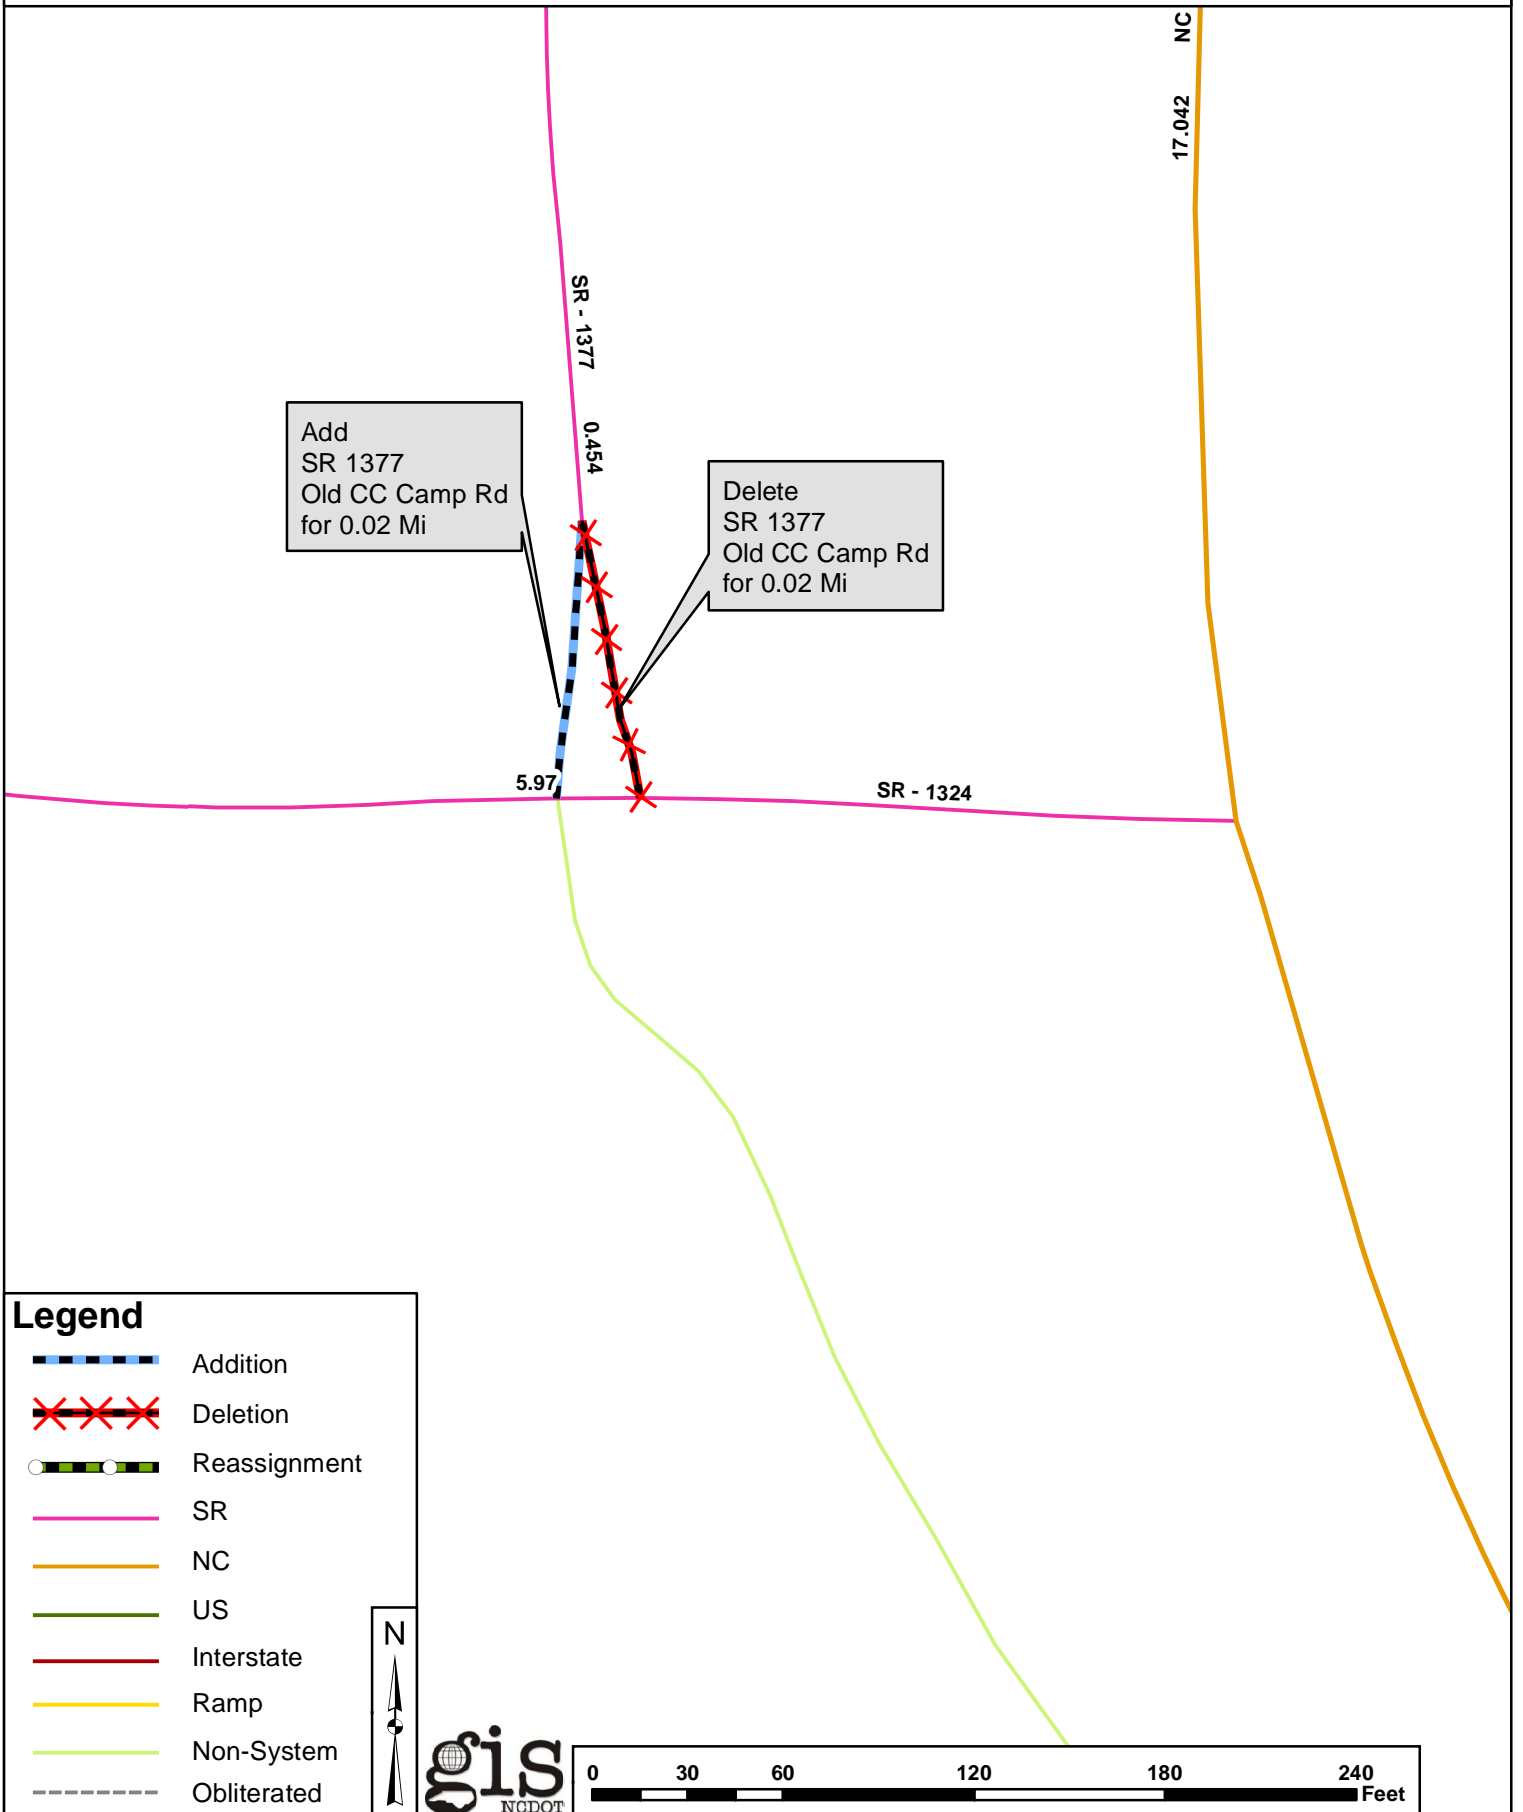 NC
17.042
SR - 1377
0.454
Add
SR 1377
Old CC Camp Rd
for 0.02 Mi
Delete
SR 1377
Old CC Camp Rd
for 0.02 Mi
5.97
SR - 1324
Legend
Addition
Deletion
Reassignment
SR
NC
US
Interstate
Ramp
Non-System
Obliterated
N
gis
NCDOT
0 30 60 120 180 240
Feet